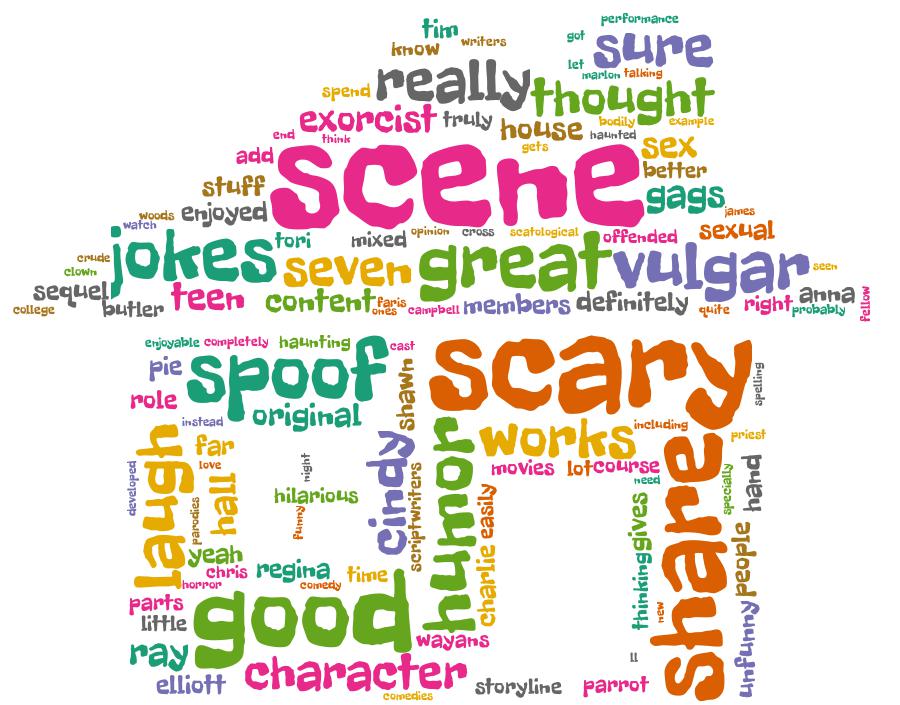 performance
tim
got
sure
know
writers
let
really
marlon
talking
spend
thought
exorcist
truly
bodily
example
end
think
house
haunted
gets
sex
add
scene
better
stuff
gags
woods
enjoyed
james
watch
opinion
cross
scatological
sexual
jokes
tori
mixed
offended
crude
seven
great
vulgar
seen
clown
sequel
teen
content
faris
members
definitely
right
anna
fellow
college
butler
ones
campbell
quite
probably
enjoyable
completely
haunting
cast
scary
pie
spoof
shawn
spelling
role
original
instead
laugh
far
cindy
humor
works
including
priest
love
movies
lot
course
developed
parodies
hall
night
hilarious
funny
scriptwriters
easily
need
gives
sharey
specially
hand
yeah
chris
regina
time
charlie
thinking
new
people
horror
comedy
parts
good
little
wayans
unfunny
ray
character
ll
elliott
comedies
storyline
parrot